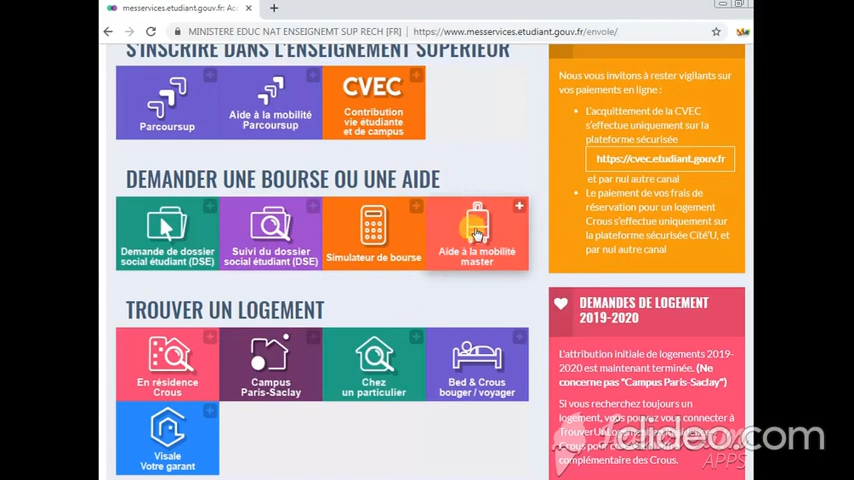 messervices.etudiant.gouv.fr: Ac
MINISTERE EDUC NAT ENSEIGNEMT SUP RECH [FR]
https://www.messervices.etudiant.gouv.fr/envole/
S'INSCRIRE DANS L'ENSEIGNEMENT SUPÉRIEUR
Parcoursup
Aide à la mobilité
Parcoursup
CVEC
Contribution
vie étudiante
et de campus
DEMANDER UNE BOURSE OU UNE AIDE
Demande de dossier
social étudiant (DSE)
Suivi du dossier
social étudiant (DSE)
Simulateur de bourse
Aide à la mobilité
master
TROUVER UN LOGEMENT
En résidence
Crous
Campus
Paris-Saclay
Chez
un particulier
Bed & Crous
bouger / voyager
Visale
Votre garant
Nous vous invitons à rester vigilants sur
vos paiements en ligne :
L'acquittement de la CVEC
s'effectue uniquement sur la
plateforme sécurisée
https://cvec.etudiant.gouv.fr
et par nul autre canal
Le paiement de vos frais de
réservation pour un logement
Crous s'effectue uniquement sur
la plateforme sécurisée Cité'U, et
par nul autre canal
DEMANDES DE LOGEMENT
2019-2020
L'attribution initiale de logements 2019-
2020 est maintenant terminée. (Ne
concerne pas "Campus Paris-Saclay")
Si vous recherchez toujours un
logement, vous pouvez vous connecter à
Crous pour
complémentaire des Crous.
clideo.com
APPS